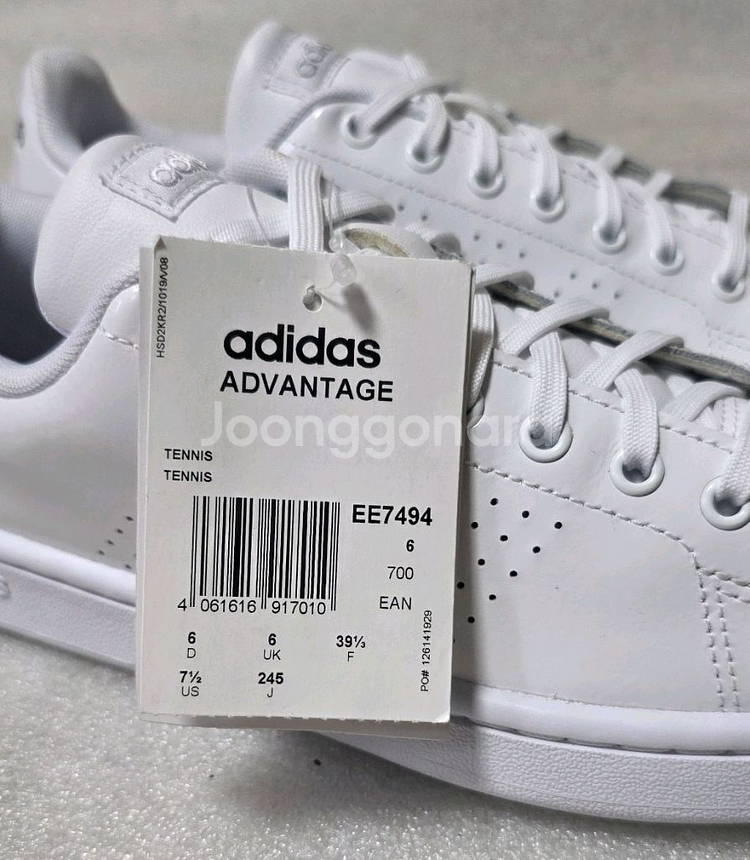 adidas
adidas
HSD2KR2/1019/V08
adidas
ADVANTAGE
Joonggonara
TENNIS
TENNIS
EE7494
6
700
EAN
4 061616 917010
6 6 39⅓
D UK F
7½ 245
US J
PO# 126141929